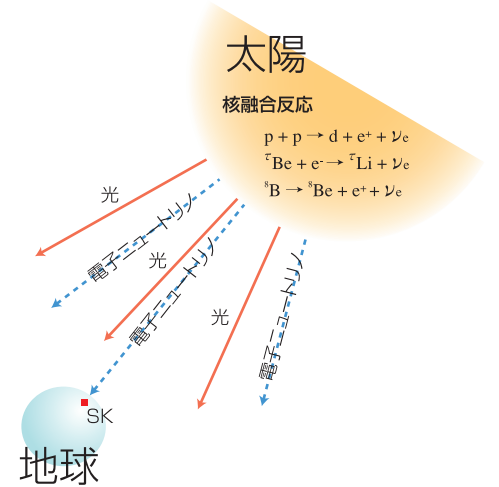 太陽
核融合反応
p + p → d + e⁺ + νe
⁷Be + e⁻ → ⁷Li + νe
⁸B → ⁸Be + e⁺ + νe
光
電子ニュートリノ
光
電子ニュートリノ
光
電子ニュートリノ
SK
地球